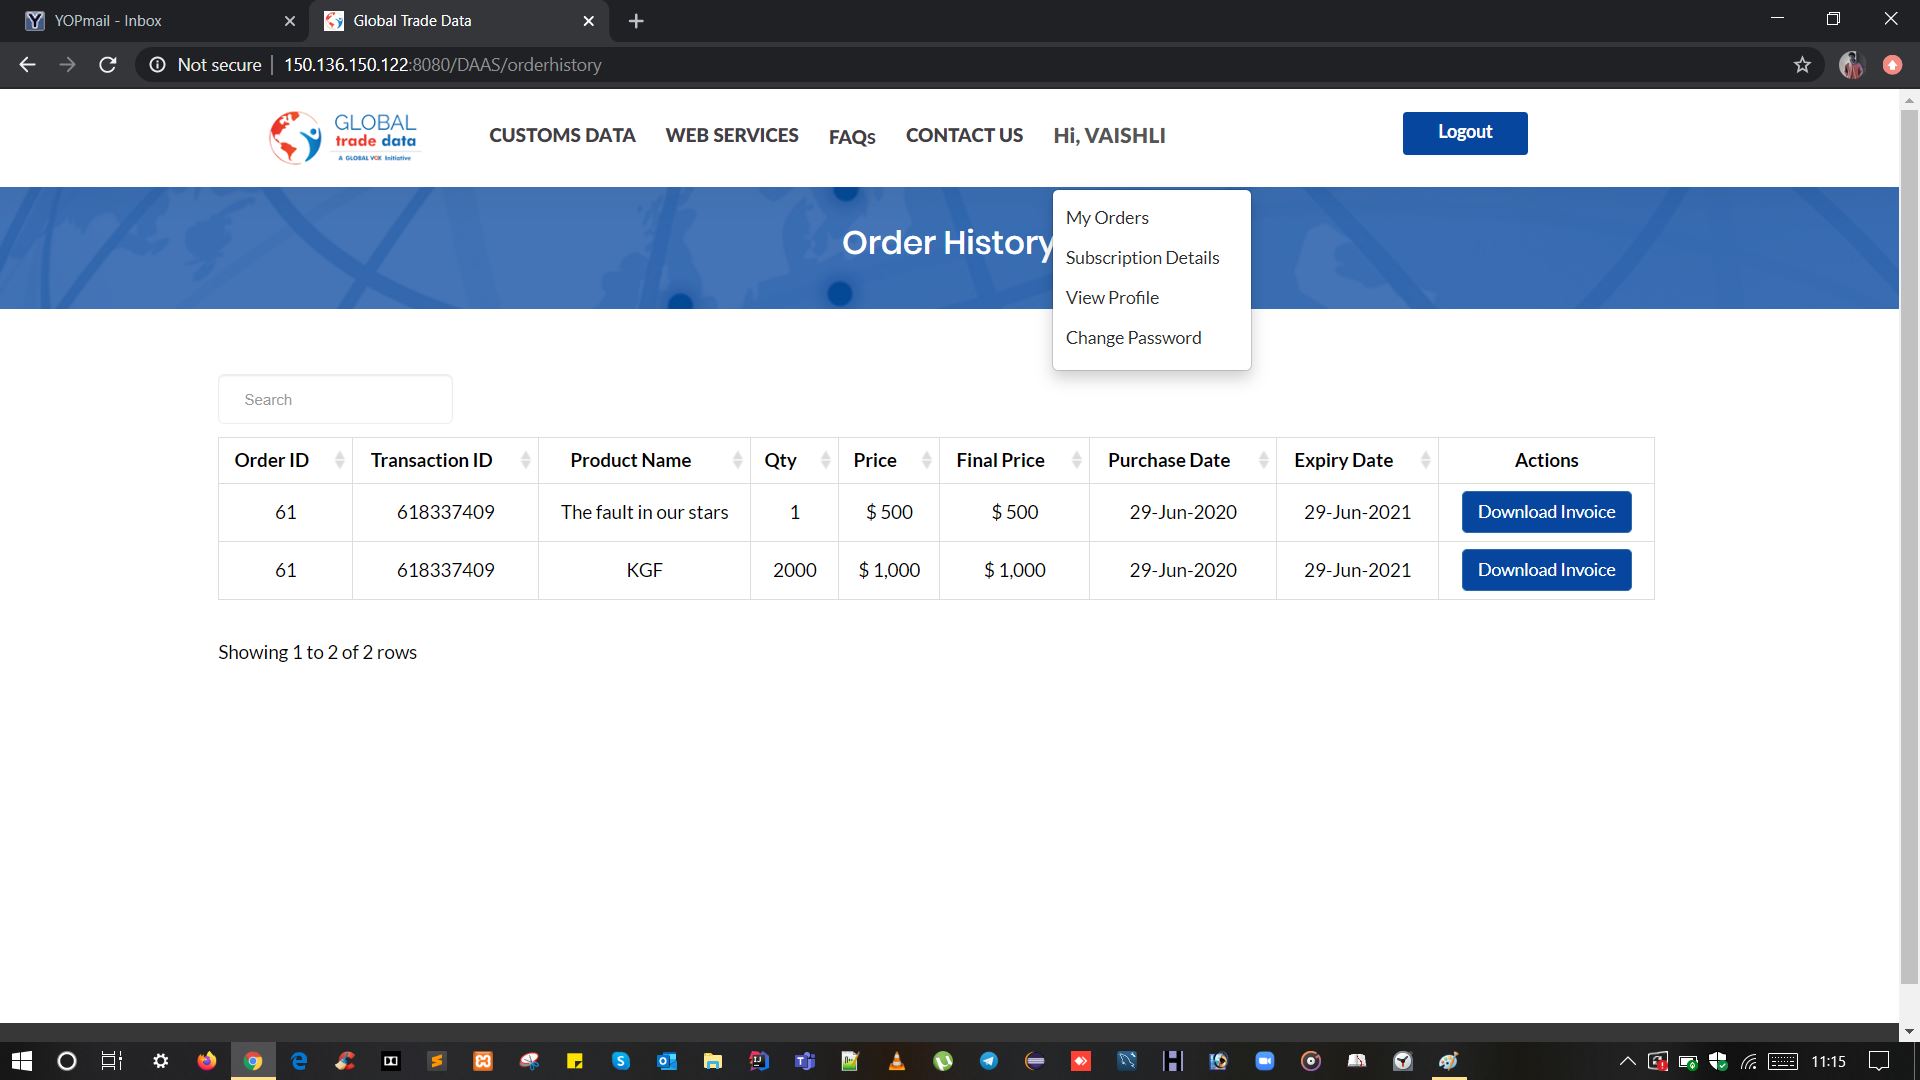 YOPmail - Inbox
Global Trade Data
Not secure | 150.136.150.122:8080/DAAS/orderhistory
GLOBAL
trade data
A GLOBAL VOX Initiative
CUSTOMS DATA WEB SERVICES FAQs CONTACT US Hi, VAISHLI Logout
My Orders
Order History
Subscription Details
View Profile
Change Password
Search
Order ID Transaction ID Product Name Qty Price Final Price Purchase Date Expiry Date Actions
61 618337409 The fault in our stars 1 $ 500 $ 500 29-Jun-2020 29-Jun-2021 Download Invoice
61 618337409 KGF 2000 $ 1,000 $ 1,000 29-Jun-2020 29-Jun-2021 Download Invoice
Showing 1 to 2 of 2 rows
11:15